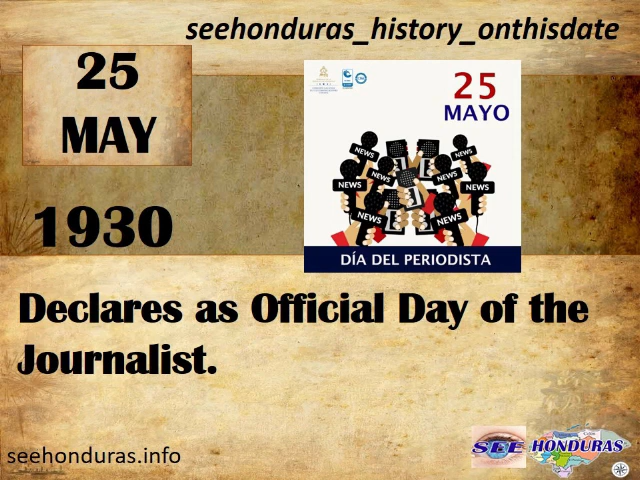 seehonduras_history_onthisdate
25
MAY
25
MAYO
NEWS
NEWS
NEWS
NEWS
NEWS
NEWS
NEWS
NEWS
DÍA DEL PERIODISTA
1930
Declares as Official Day of the
Journalist.
seehonduras.info
SEE HONDURAS